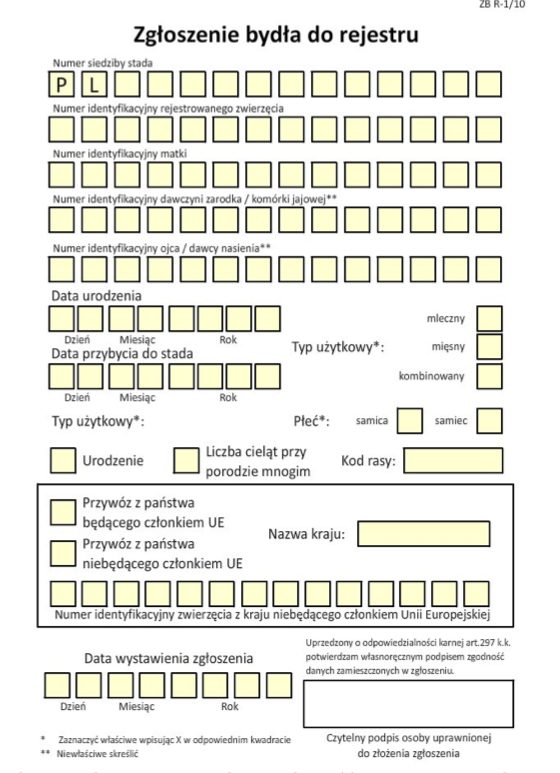 ZB R-1/10
Zgłoszenie bydła do rejestru
Numer siedziby stada
P L
Numer identyfikacyjny rejestrowanego zwierzęcia
Numer identyfikacyjny matki
Numer identyfikacyjny dawczyni zarodka / komórki jajowej**
Numer identyfikacyjny ojca / dawcy nasienia**
Data urodzenia
Dzień Miesiąc Rok
Data przybycia do stada
Dzień Miesiąc Rok
Typ użytkowy*:
mleczny
mięsny
kombinowany
Typ użytkowy*:
Płeć*: samica samiec
Urodzenie
Liczba cieląt przy
porodzie mnogim
Kod rasy:
Przywóz z państwa
będącego członkiem UE
Przywóz z państwa
niebędącego członkiem UE
Nazwa kraju:
Numer identyfikacyjny zwierzęcia z kraju niebędącego członkiem Unii Europejskiej
Data wystawienia zgłoszenia
Dzień Miesiąc Rok
Uprzedzony o odpowiedzialności karnej art.297 k.k.
potwierdzam własnoręcznym podpisem zgodność
danych zamieszczonych w zgłoszeniu.
Czytelny podpis osoby uprawnionej
do złożenia zgłoszenia
* Zaznaczyć właściwe wpisując X w odpowiednim kwadracie
** Niewłaściwe skreślić